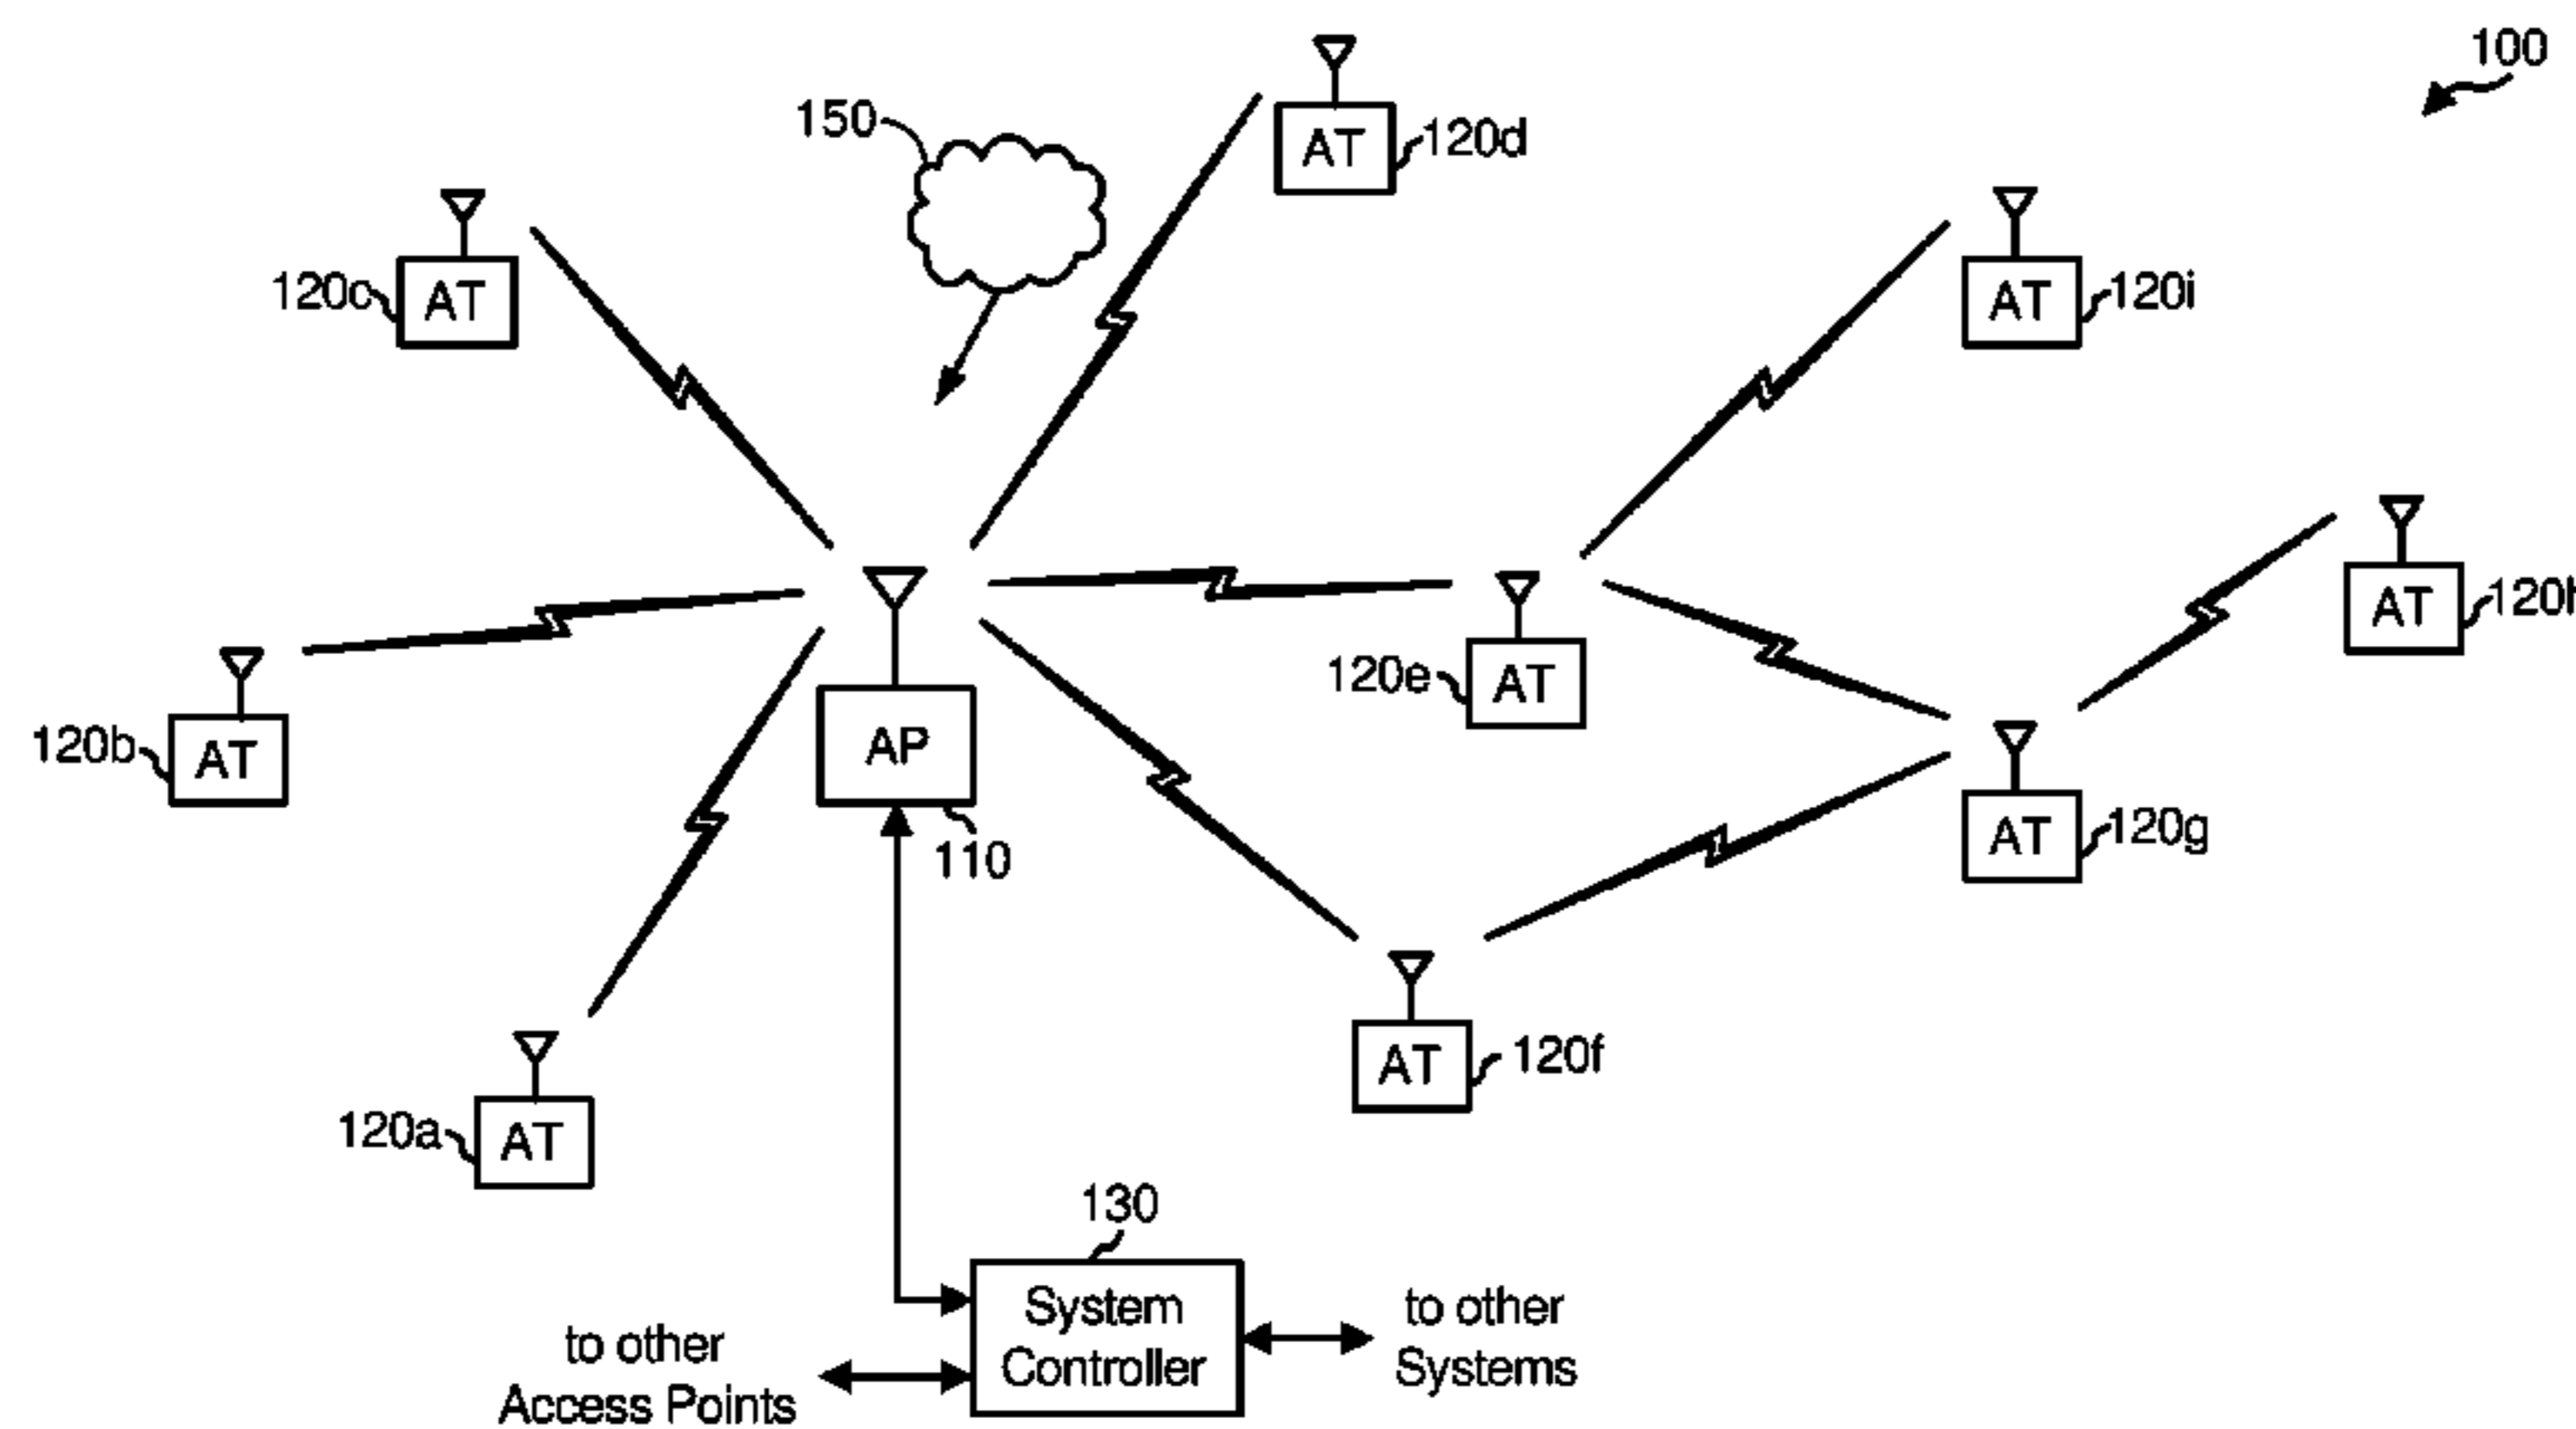 100
150
AT
120d
120c
AT
AT
120i
AT
120h
120e
AT
120b
AT
AP
110
AT
120g
AT
120f
120a
AT
130
System
Controller
to other
Access Points
to other
Systems